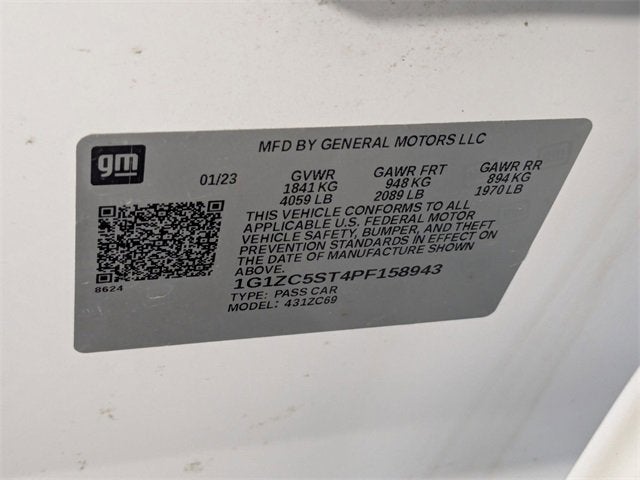 gm
MFD BY GENERAL MOTORS LLC
01/23
GVWR GAWR FRT GAWR RR
1841 KG 948 KG 894 KG
4059 LB 2089 LB 1970 LB
THIS VEHICLE CONFORMS TO ALL
APPLICABLE U.S. FEDERAL MOTOR
VEHICLE SAFETY, BUMPER, AND THEFT
PREVENTION STANDARDS IN EFFECT ON
THE DATE OF MANUFACTURE SHOWN
ABOVE.
8624
1G1ZC5ST4PF158943
TYPE: PASS CAR
MODEL: 431ZC69